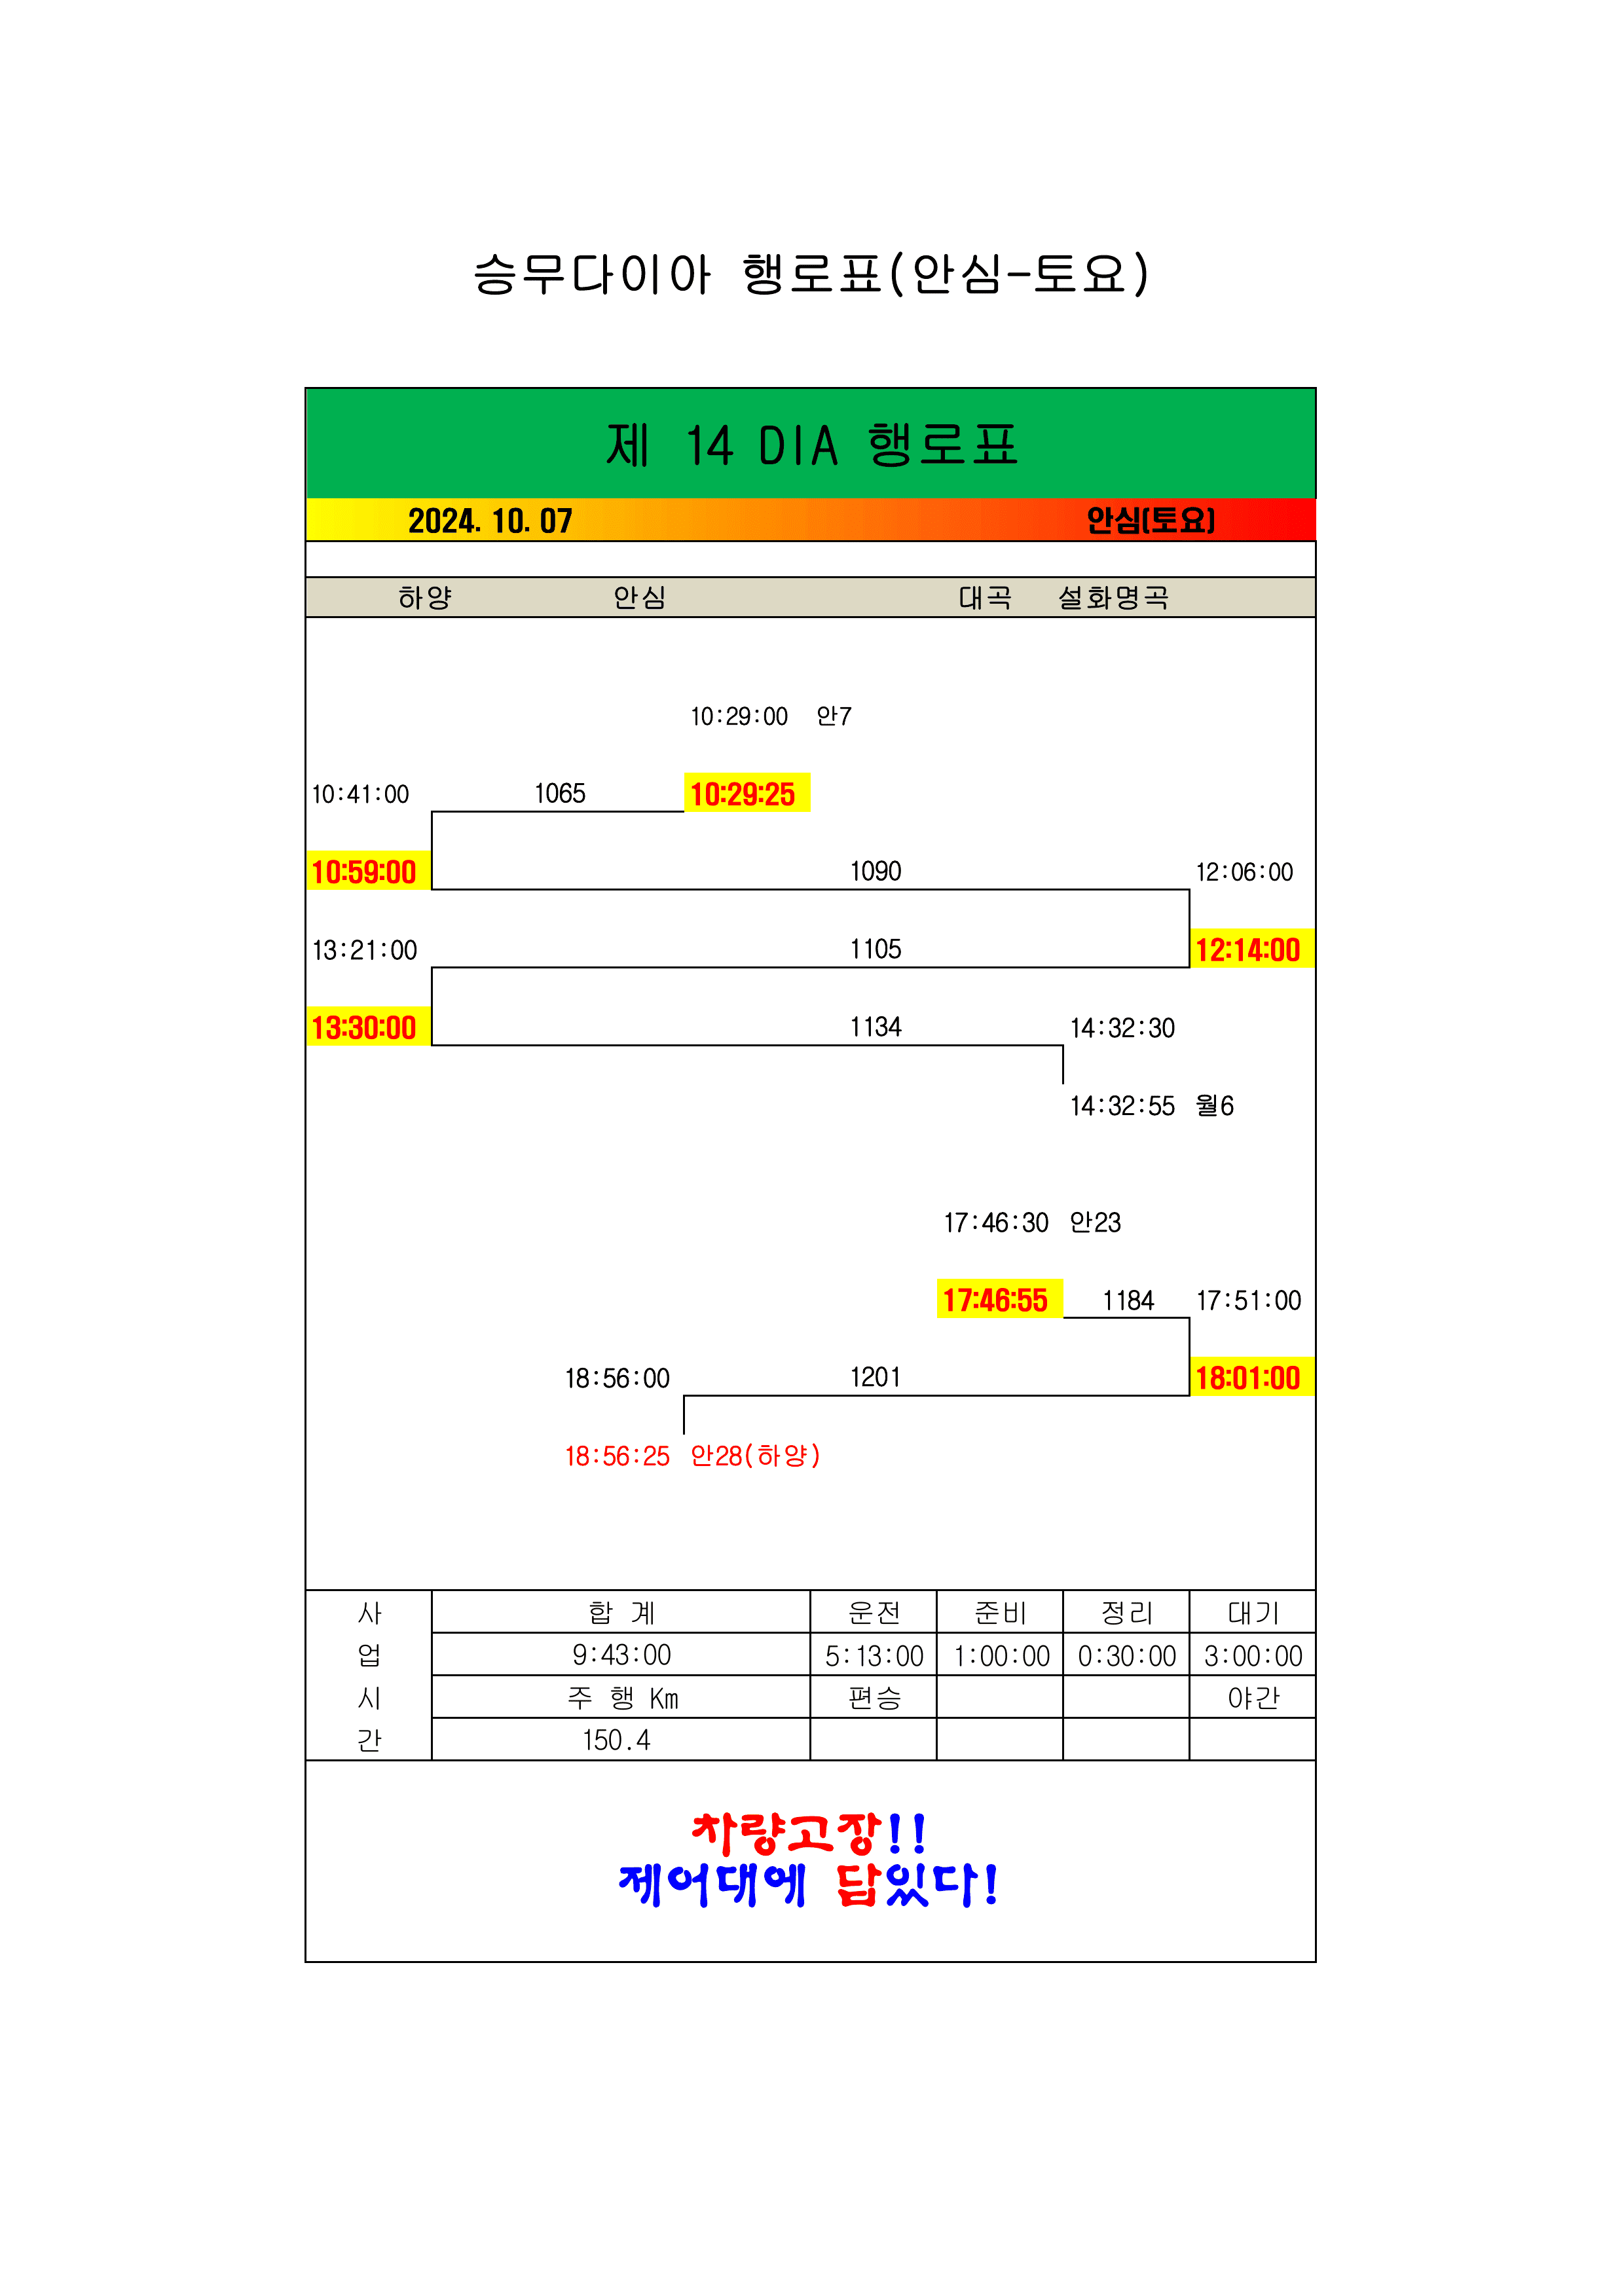 승무다이아 행로표(안심-토요)
제 14 DIA 행로표
2024. 10. 07 안심(토요)
하양 안심 대곡 설화명곡
10:29:00 안7
10:41:00 1065 10:29:25
10:59:00 1090 12:06:00
13:21:00 1105 12:14:00
13:30:00 1134 14:32:30
14:32:55 월6
17:46:30 안23
17:46:55 1184 17:51:00
18:56:00 1201 18:01:00
18:56:25 안28(하양)
사 합 계 운전 준비 정리 대기
업 9:43:00 5:13:00 1:00:00 0:30:00 3:00:00
시 주 행 Km 편승 야간
간 150.4
차량고장!!
제어대에 답있다!